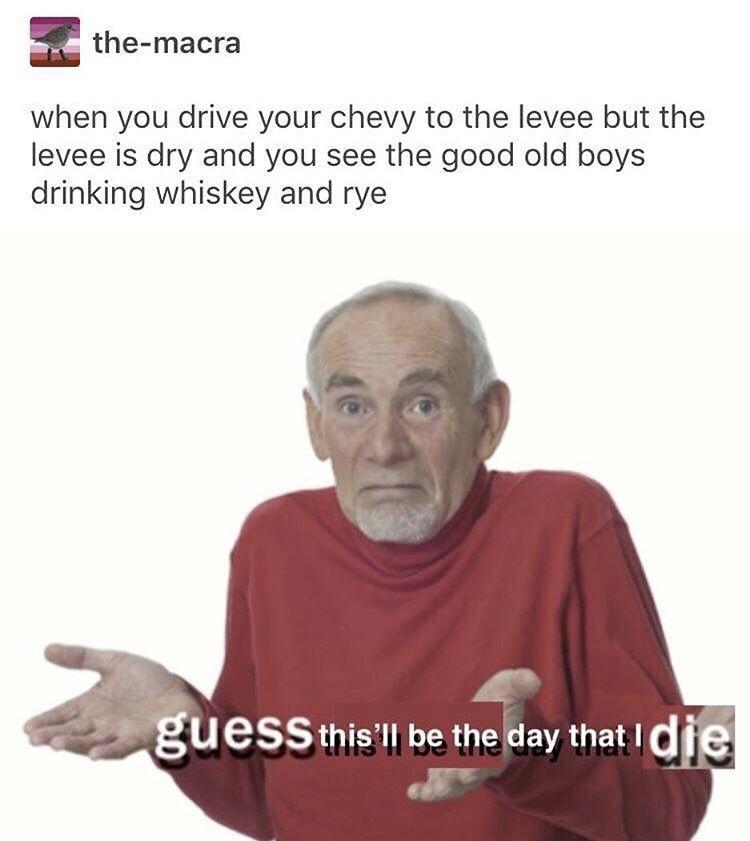 the-macra
when you drive your chevy to the levee but the
levee is dry and you see the good old boys
drinking whiskey and rye
guess this'll be the day that I die